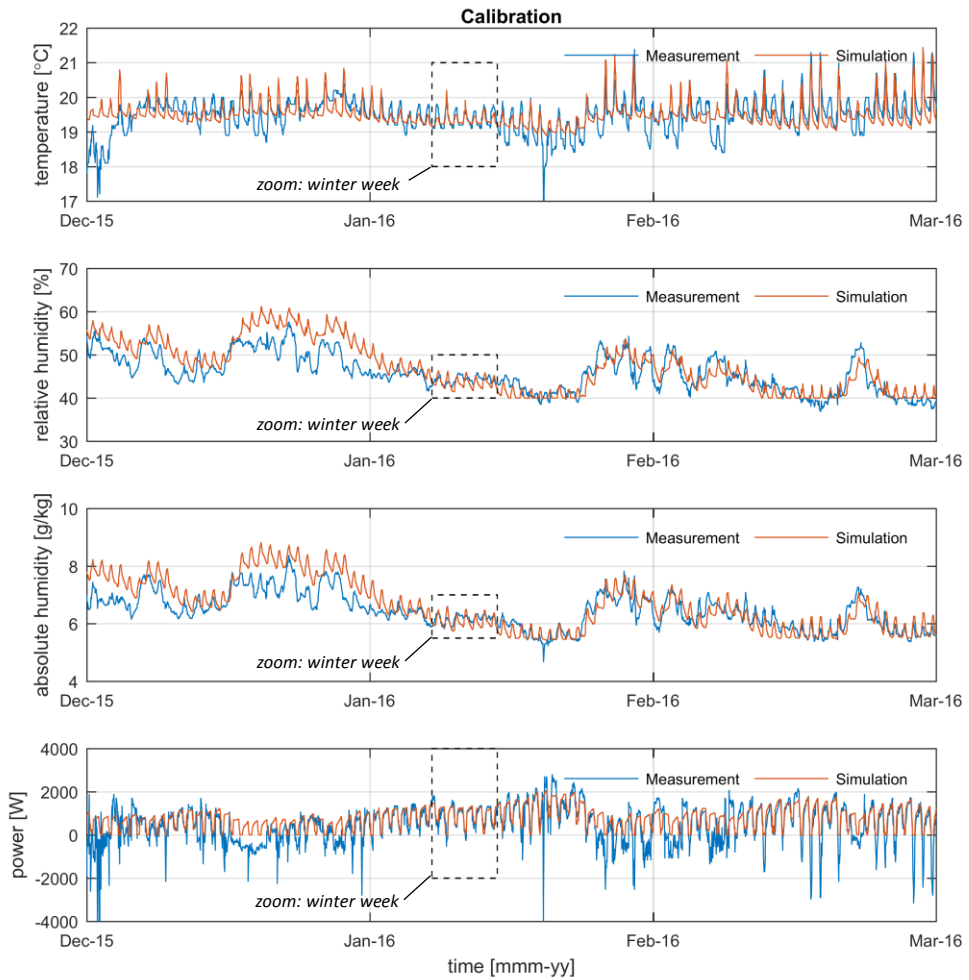 Calibration
temperature [°C]
22
21
20
19
18
17
Measurement
Simulation
zoom: winter week
Dec-15
Jan-16
Feb-16
Mar-16
relative humidity [%]
70
60
50
40
30
Measurement
Simulation
zoom: winter week
Dec-15
Jan-16
Feb-16
Mar-16
absolute humidity [g/kg]
10
8
6
4
Measurement
Simulation
zoom: winter week
Dec-15
Jan-16
Feb-16
Mar-16
power [W]
4000
2000
0
-2000
-4000
Measurement
Simulation
zoom: winter week
Dec-15
Jan-16
Feb-16
Mar-16
time [mmm-yy]